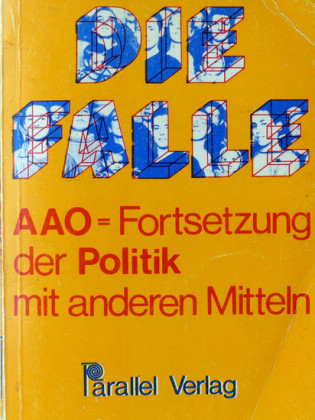 DIE
FALLE
AAO = Fortsetzung
der Politik
mit anderen Mitteln
Parallel Verlag